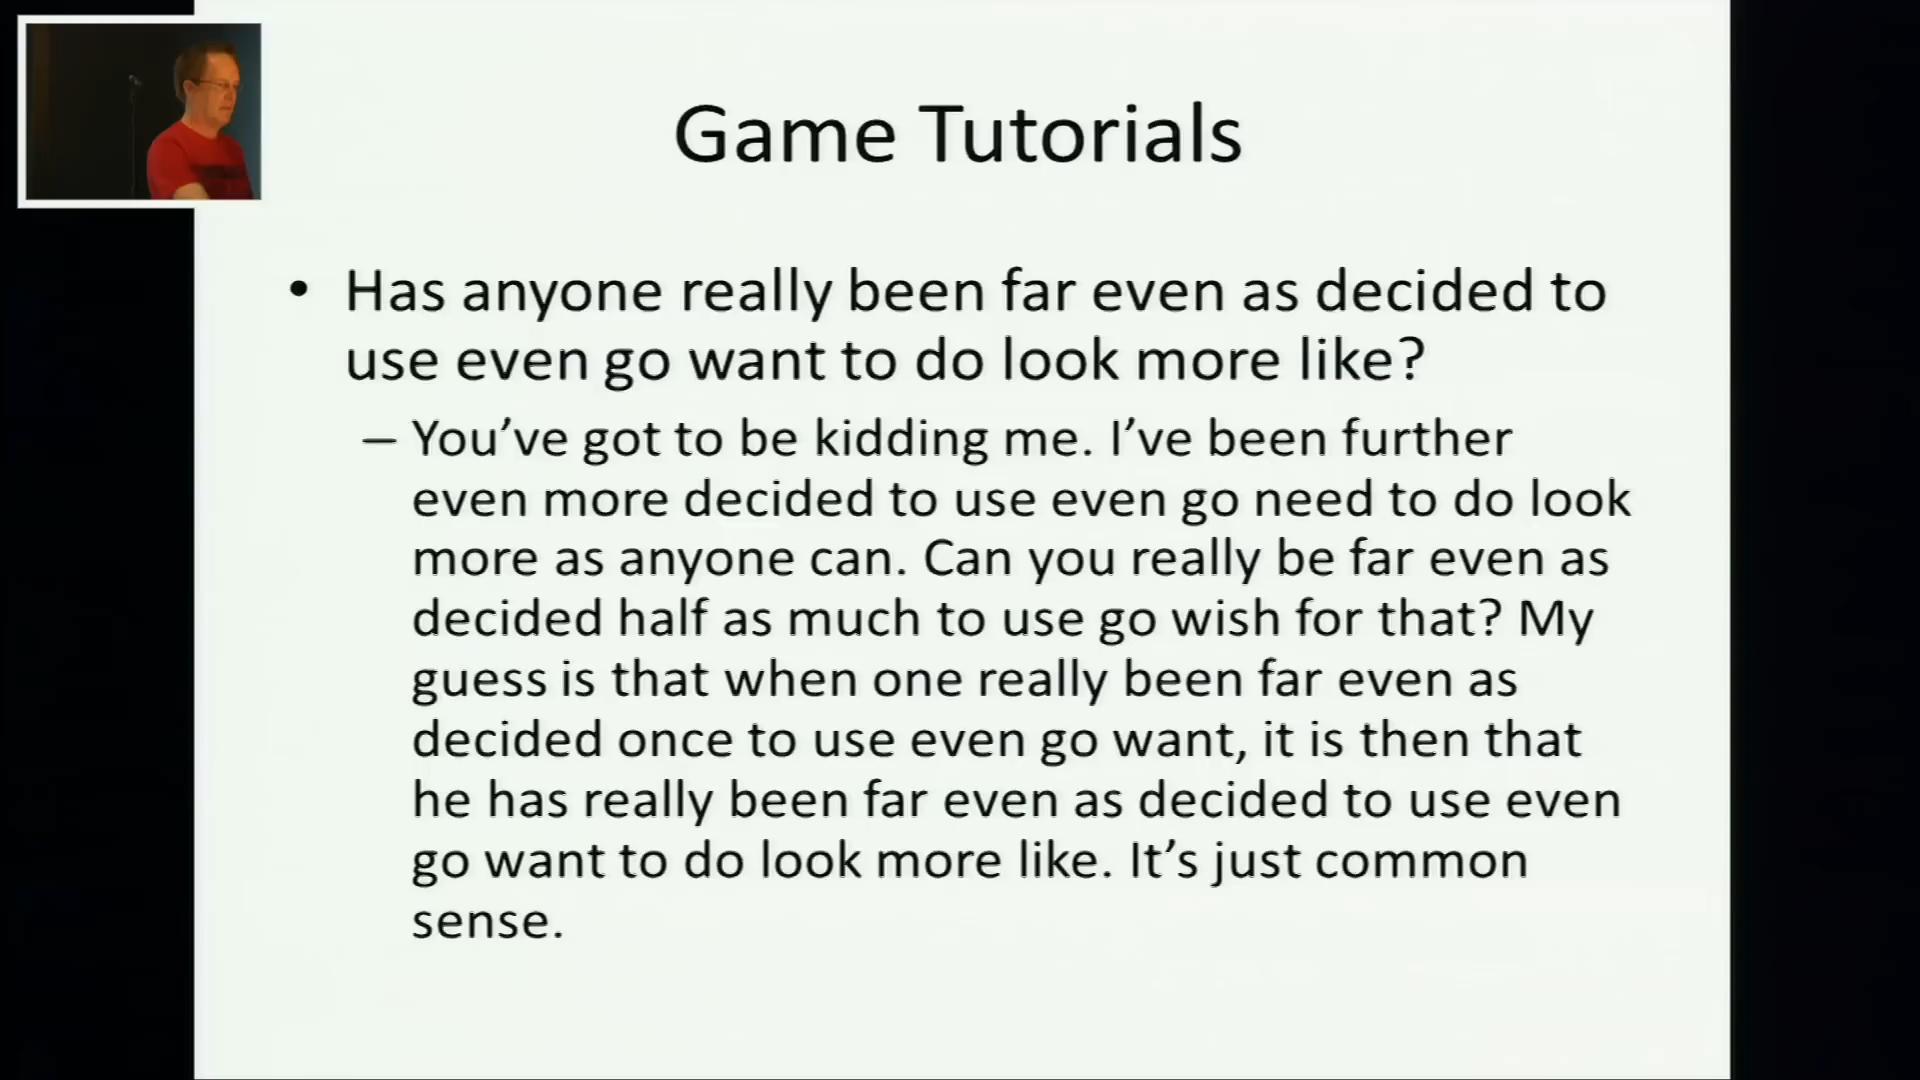 Game Tutorials
• Has anyone really been far even as decided to
use even go want to do look more like?
– You’ve got to be kidding me. I’ve been further
even more decided to use even go need to do look
more as anyone can. Can you really be far even as
decided half as much to use go wish for that? My
guess is that when one really been far even as
decided once to use even go want, it is then that
he has really been far even as decided to use even
go want to do look more like. It’s just common
sense.